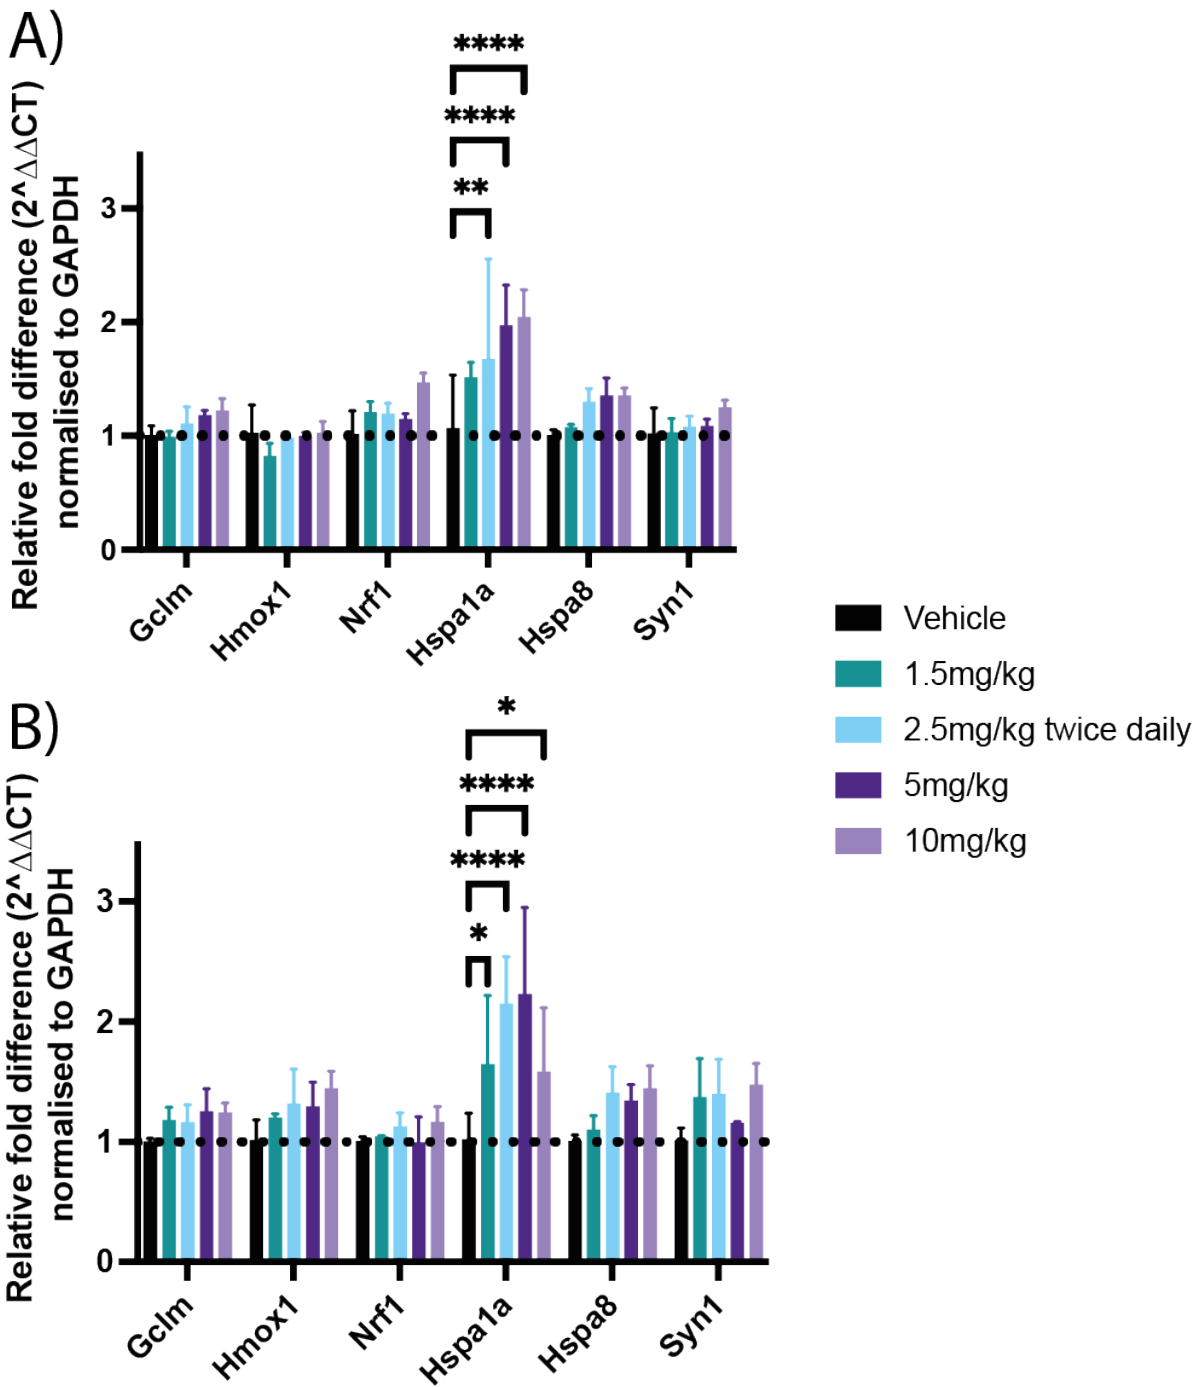 A)
Relative fold difference (2^ΔΔCT)
normalised to GAPDH
****
****
**
3
2
1
0
Gclm
Hmox1
Nrf1
Hspa1a
Hspa8
Syn1
Vehicle
1.5mg/kg
2.5mg/kg twice daily
5mg/kg
10mg/kg
B)
Relative fold difference (2^ΔΔCT)
normalised to GAPDH
*
****
****
*
3
2
1
0
Gclm
Hmox1
Nrf1
Hspa1a
Hspa8
Syn1